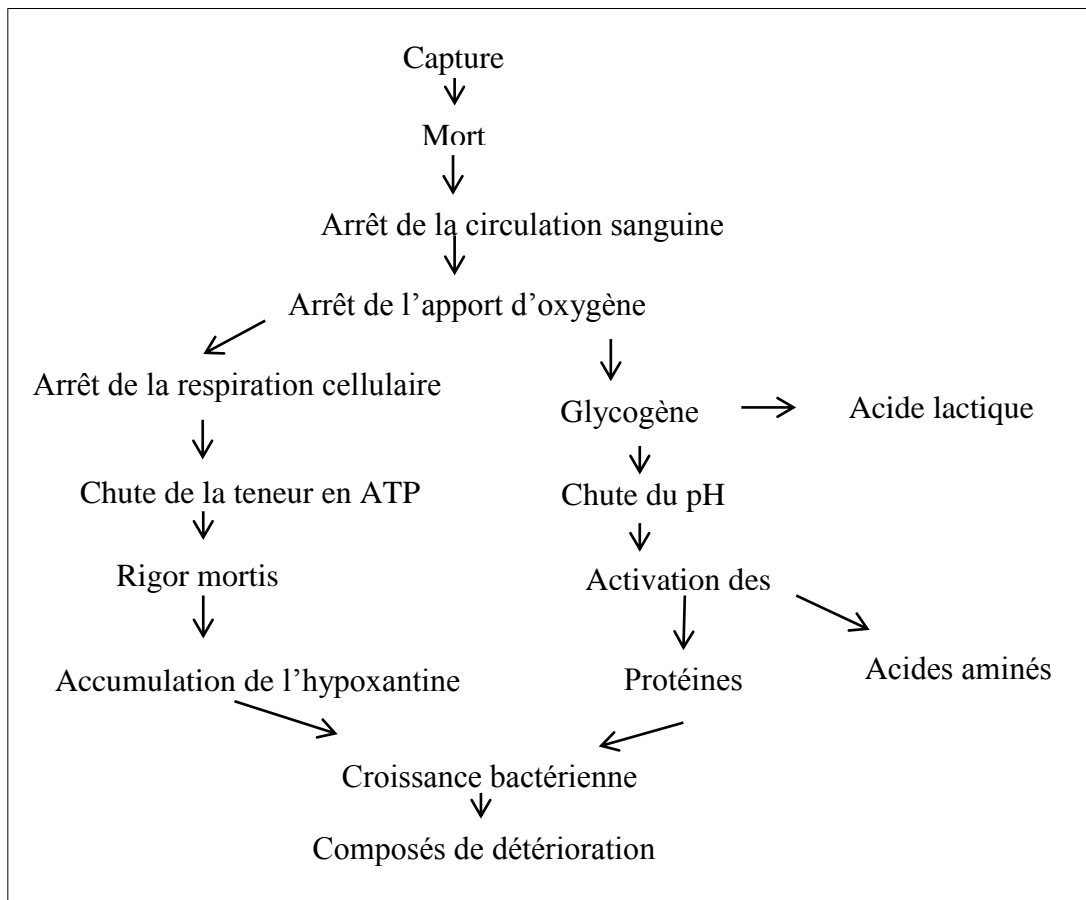 Capture
Mort
Arrêt de la circulation sanguine
Arrêt de l’apport d’oxygène
Arrêt de la respiration cellulaire
Glycogène
Acide lactique
Chute de la teneur en ATP
Chute du pH
Rigor mortis
Activation des
Accumulation de l’hypoxantine
Protéines
Acides aminés
Croissance bactérienne
Composés de détérioration